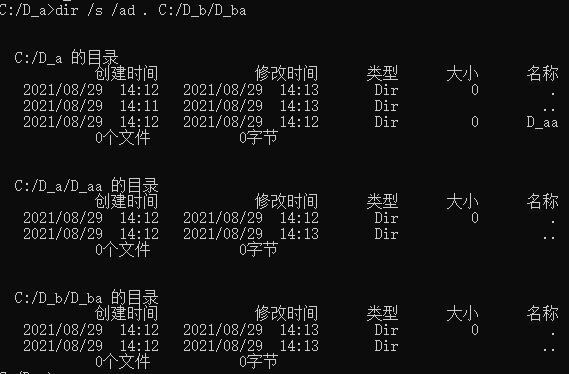 C:/D_a>dir /s /ad . C:/D_b/D_ba
C:/D_a 的目录
创建时间 修改时间 类型 大小 名称
2021/08/29 14:12 2021/08/29 14:13 Dir 0 .
2021/08/29 14:11 2021/08/29 14:13 Dir ..
2021/08/29 14:12 2021/08/29 14:12 Dir 0 D_aa
0个文件 0字节
C:/D_a/D_aa 的目录
创建时间 修改时间 类型 大小 名称
2021/08/29 14:12 2021/08/29 14:12 Dir 0 .
2021/08/29 14:12 2021/08/29 14:13 Dir ..
0个文件 0字节
C:/D_b/D_ba 的目录
创建时间 修改时间 类型 大小 名称
2021/08/29 14:12 2021/08/29 14:13 Dir 0 .
2021/08/29 14:12 2021/08/29 14:13 Dir ..
0个文件 0字节